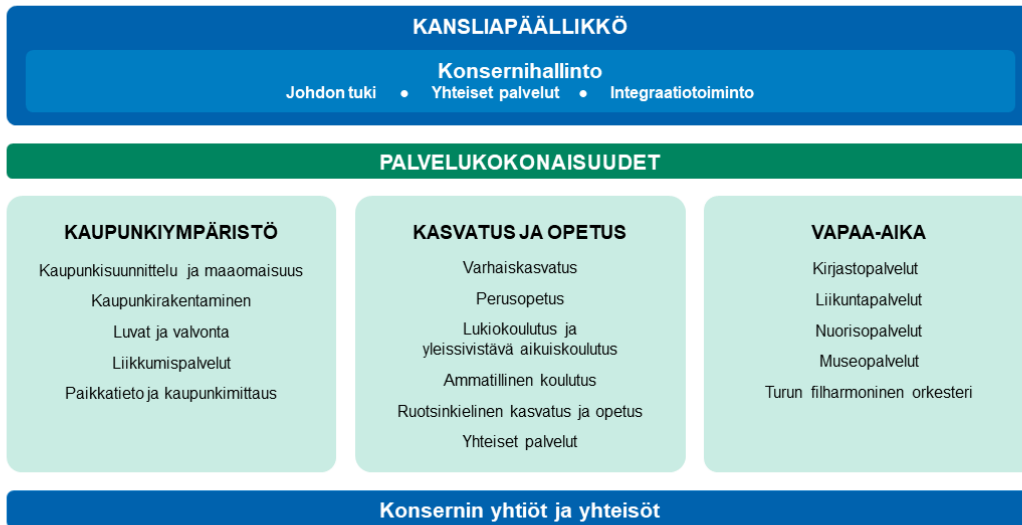 KANSLIAPÄÄLLIKKÖ
Konsernihallinto
Johdon tuki ● Yhteiset palvelut ● Integraatiotoiminto
PALVELUKOKONAISUUDET
KAUPUNKIYMPÄRISTÖ
Kaupunkisuunnittelu ja maaomaisuus
Kaupunkirakentaminen
Luvat ja valvonta
Liikkumispalvelut
Paikkatieto ja kaupunkimittaus
KASVATUS JA OPETUS
Varhaiskasvatus
Perusopetus
Lukiokoulutus ja
yleissivistävä aikuiskoulutus
Ammatillinen koulutus
Ruotsinkielinen kasvatus ja opetus
Yhteiset palvelut
VAPAA-AIKA
Kirjastopalvelut
Liikuntapalvelut
Nuorisopalvelut
Museopalvelut
Turun filharmoninen orkesteri
Konsernin yhtiöt ja yhteisöt